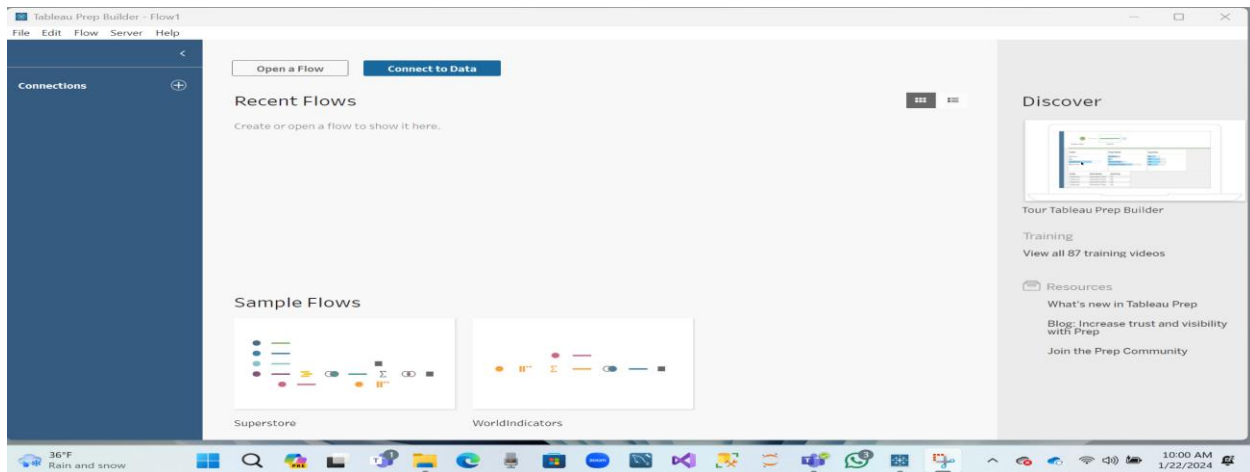 Tableau Prep Builder - Flow1
File Edit Flow Server Help
Connections
Open a Flow
Connect to Data
Recent Flows
Create or open a flow to show it here.
Sample Flows
Superstore
WorldIndicators
Discover
Tour Tableau Prep Builder
Training
View all 87 training videos
Resources
What's new in Tableau Prep
Blog: Increase trust and visibility
with Prep
Join the Prep Community
36°F
Rain and snow
10:00 AM
1/22/2024